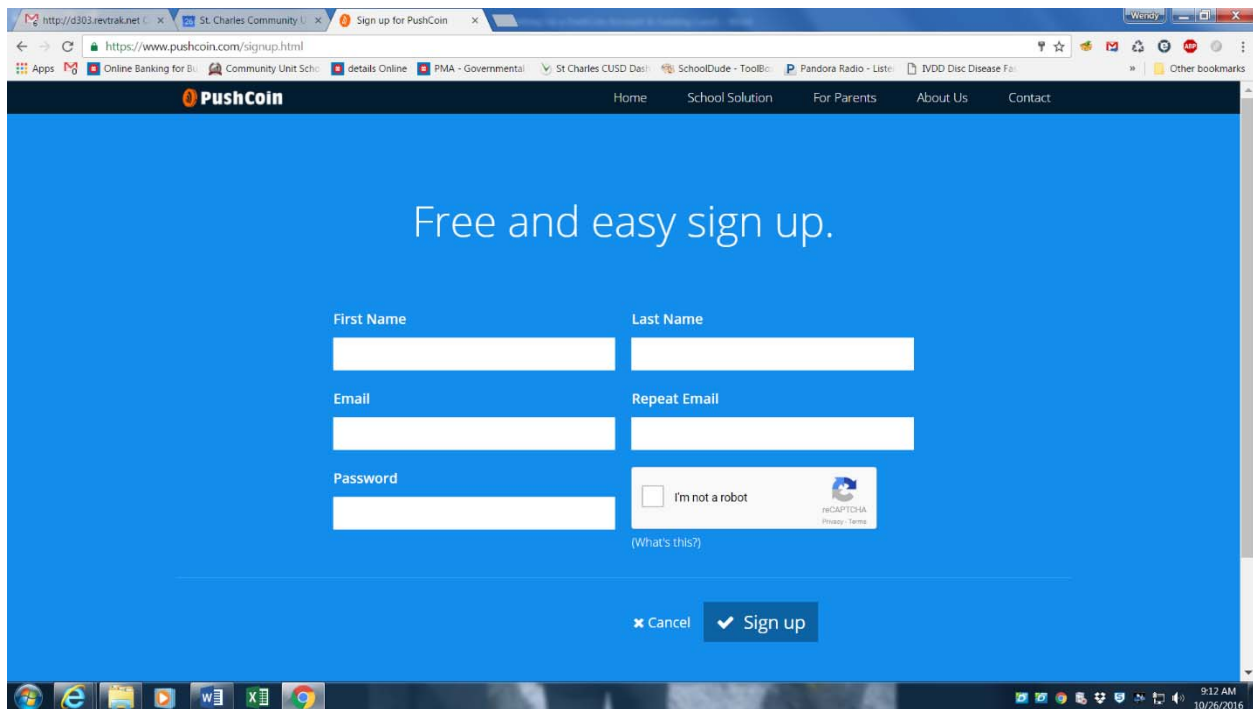 http://d303.revtrak.net
St. Charles Community U
Sign up for PushCoin
Wendy
https://www.pushcoin.com/signup.html
Apps
Online Banking for Bu
Community Unit Scho
details Online
PMA - Governmental
St Charles CUSD Dash
SchoolDude - ToolBo
Pandora Radio - Liste
IVDD Disc Disease Fac
»
Other bookmarks
PushCoin
Home School Solution For Parents About Us Contact
Free and easy sign up.
First Name Last Name
Email Repeat Email
Password
I'm not a robot
reCAPTCHA
Privacy - Terms
(What's this?)
Cancel Sign up
9:12 AM
10/26/2016